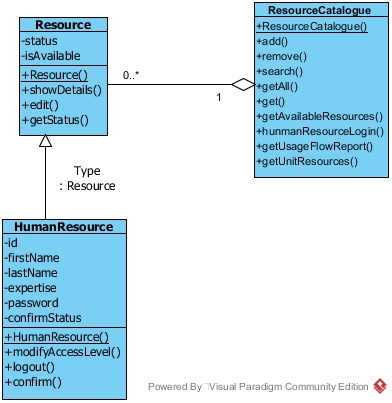 Resource
-status
-isAvailable
+Resource()
+showDetails()
+edit()
+getStatus()
0..*
1
ResourceCatalogue
+ResourceCatalogue()
+add()
+remove()
+search()
+getAll()
+get()
+getAvailableResources()
+hunmanResourceLogin()
+getUsageFlowReport()
+getUnitResources()
Type
: Resource
HumanResource
-id
-firstName
-lastName
-expertise
-password
-confirmStatus
+HumanResource()
+modifyAccessLevel()
+logout()
+confirm()
Powered By Visual Paradigm Community Edition